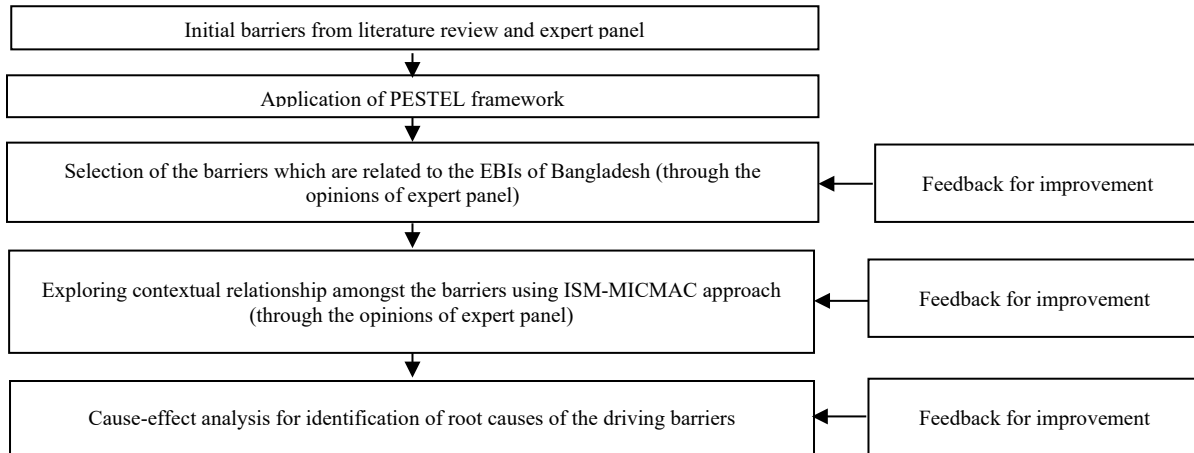 Initial barriers from literature review and expert panel
Application of PESTEL framework
Selection of the barriers which are related to the EBIs of Bangladesh (through the
opinions of expert panel)
Feedback for improvement
Exploring contextual relationship amongst the barriers using ISM-MICMAC approach
(through the opinions of expert panel)
Feedback for improvement
Cause-effect analysis for identification of root causes of the driving barriers
Feedback for improvement